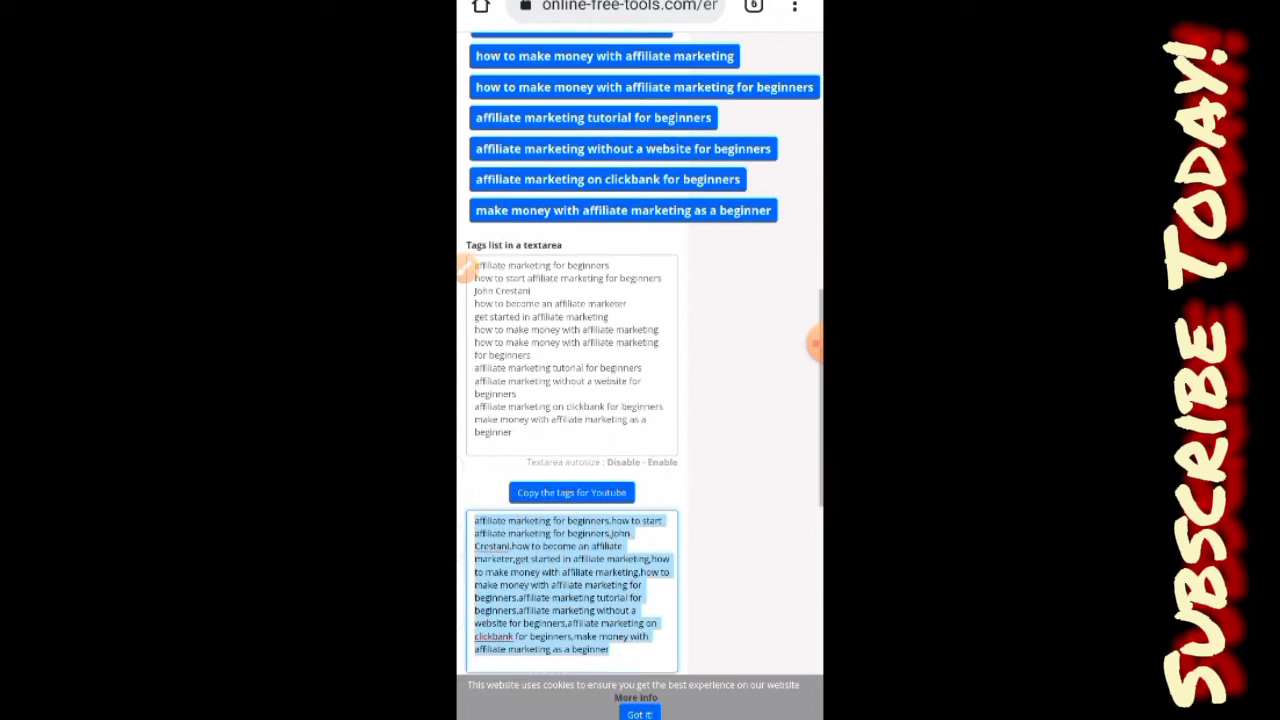 online-free-tools.com/er
6
how to make money with affiliate marketing
how to make money with affiliate marketing for beginners
affiliate marketing tutorial for beginners
affiliate marketing without a website for beginners
affiliate marketing on clickbank for beginners
make money with affiliate marketing as a beginner
Tags list in a textarea
affiliate marketing for beginners
how to start affiliate marketing for beginners
John Crestani
how to become an affiliate marketer
get started in affiliate marketing
how to make money with affiliate marketing
how to make money with affiliate marketing
for beginners
affiliate marketing tutorial for beginners
affiliate marketing without a website for
beginners
affiliate marketing on clickbank for beginners
make money with affiliate marketing as a
beginner
Textarea autosize : Disable - Enable
Copy the tags for Youtube
affiliate marketing for beginners,how to start
affiliate marketing for beginners,John
Crestani,how to become an affiliate
marketer,get started in affiliate marketing,how
to make money with affiliate marketing,how to
make money with affiliate marketing for
beginners,affiliate marketing tutorial for
beginners,affiliate marketing without a
website for beginners,affiliate marketing on
clickbank for beginners,make money with
affiliate marketing as a beginner
This website uses cookies to ensure you get the best experience on our website
More info
Got it!
SUBSCRIBE TODAY!